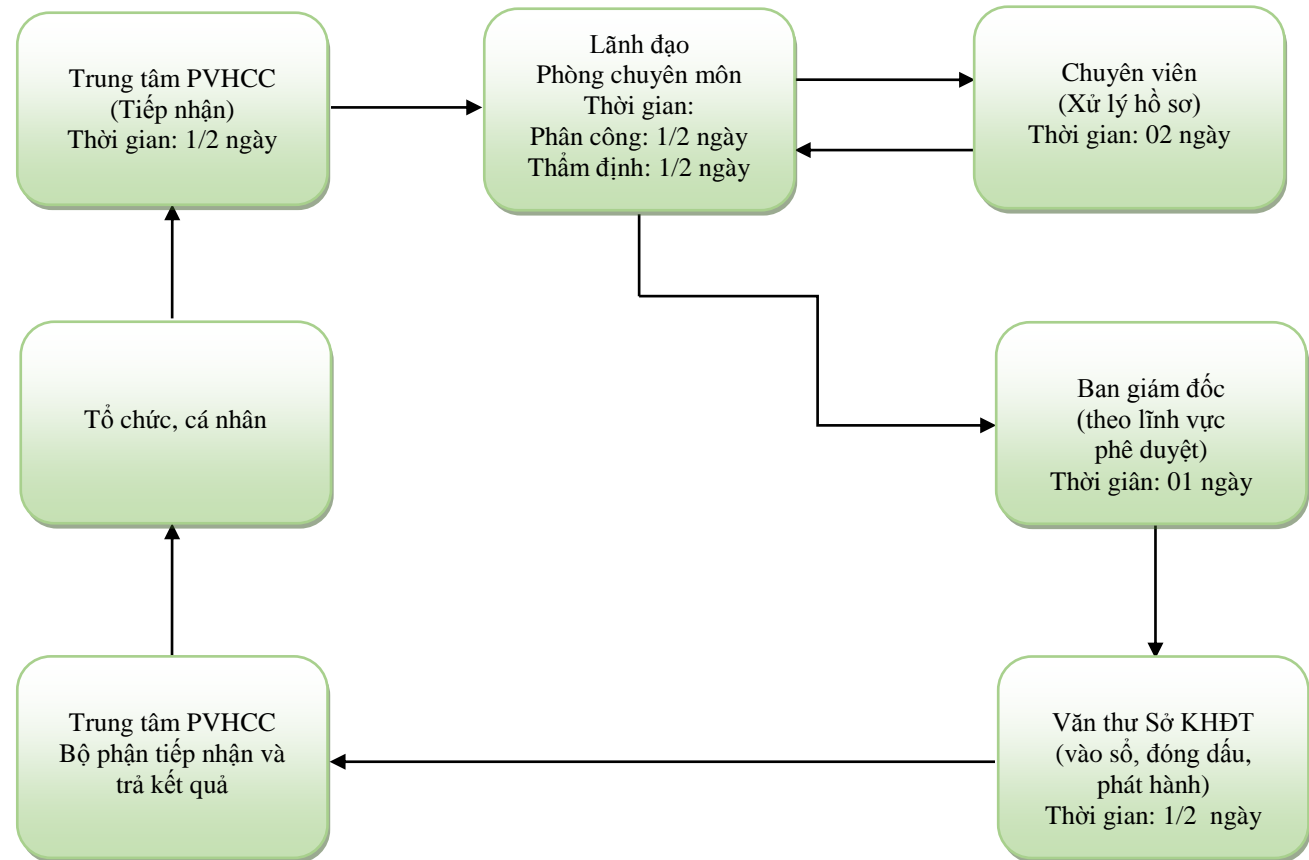 Trung tâm PVHCC
(Tiếp nhận)
Thời gian: 1/2 ngày
Lãnh đạo
Phòng chuyên môn
Thời gian:
Phân công: 1/2 ngày
Thẩm định: 1/2 ngày
Chuyên viên
(Xử lý hồ sơ)
Thời gian: 02 ngày
Tổ chức, cá nhân
Ban giám đốc
(theo lĩnh vực
phê duyệt)
Thời giân: 01 ngày
Trung tâm PVHCC
Bộ phận tiếp nhận và
trả kết quả
Văn thư Sở KHĐT
(vào sổ, đóng dấu,
phát hành)
Thời gian: 1/2 ngày